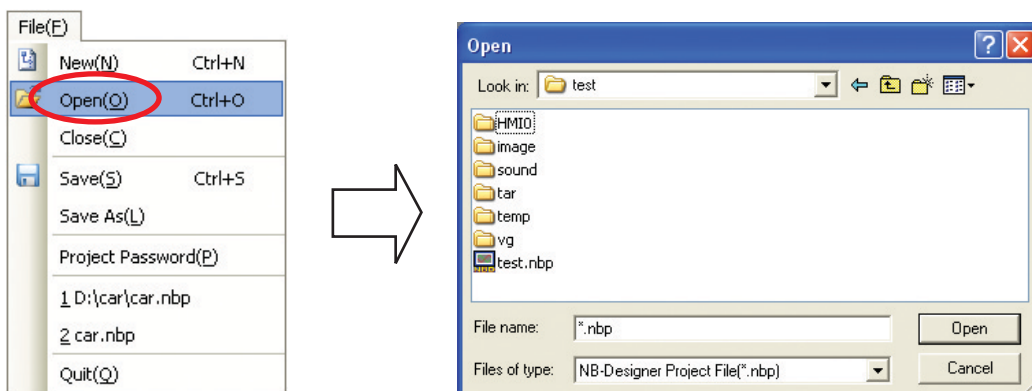 File(F)
New(N) Ctrl+N
Open(O) Ctrl+O
Close(C)
Save(S) Ctrl+S
Save As(L)
Project Password(P)
1 D:\car\car.nbp
2 car.nbp
Quit(Q)
Open
Look in: test
HMI0
image
sound
tar
temp
vg
test.nbp
File name: *.nbp Open
Files of type: NB-Designer Project File(*.nbp) Cancel